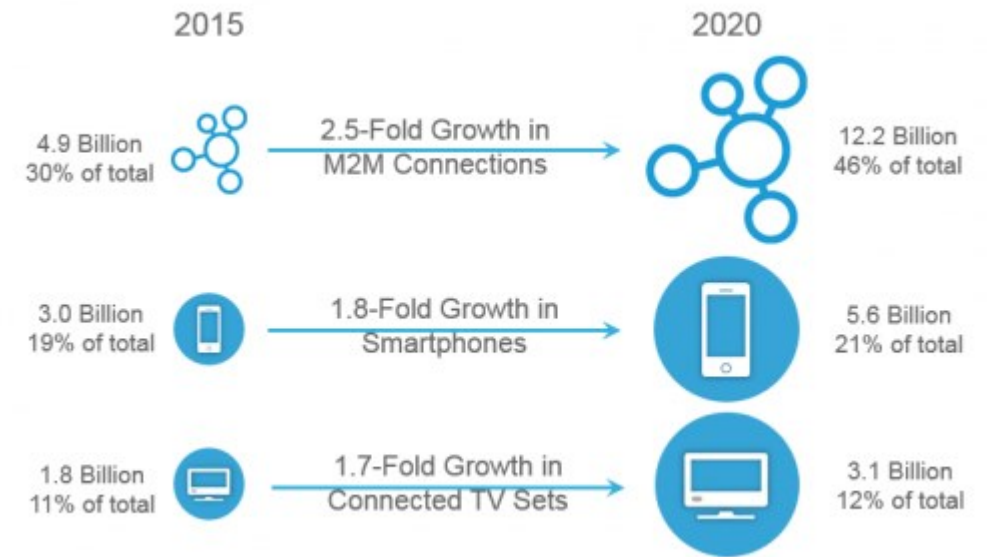 2015
2020
4.9 Billion
30% of total
2.5-Fold Growth in
M2M Connections
12.2 Billion
46% of total
3.0 Billion
19% of total
1.8-Fold Growth in
Smartphones
5.6 Billion
21% of total
1.8 Billion
11% of total
1.7-Fold Growth in
Connected TV Sets
3.1 Billion
12% of total